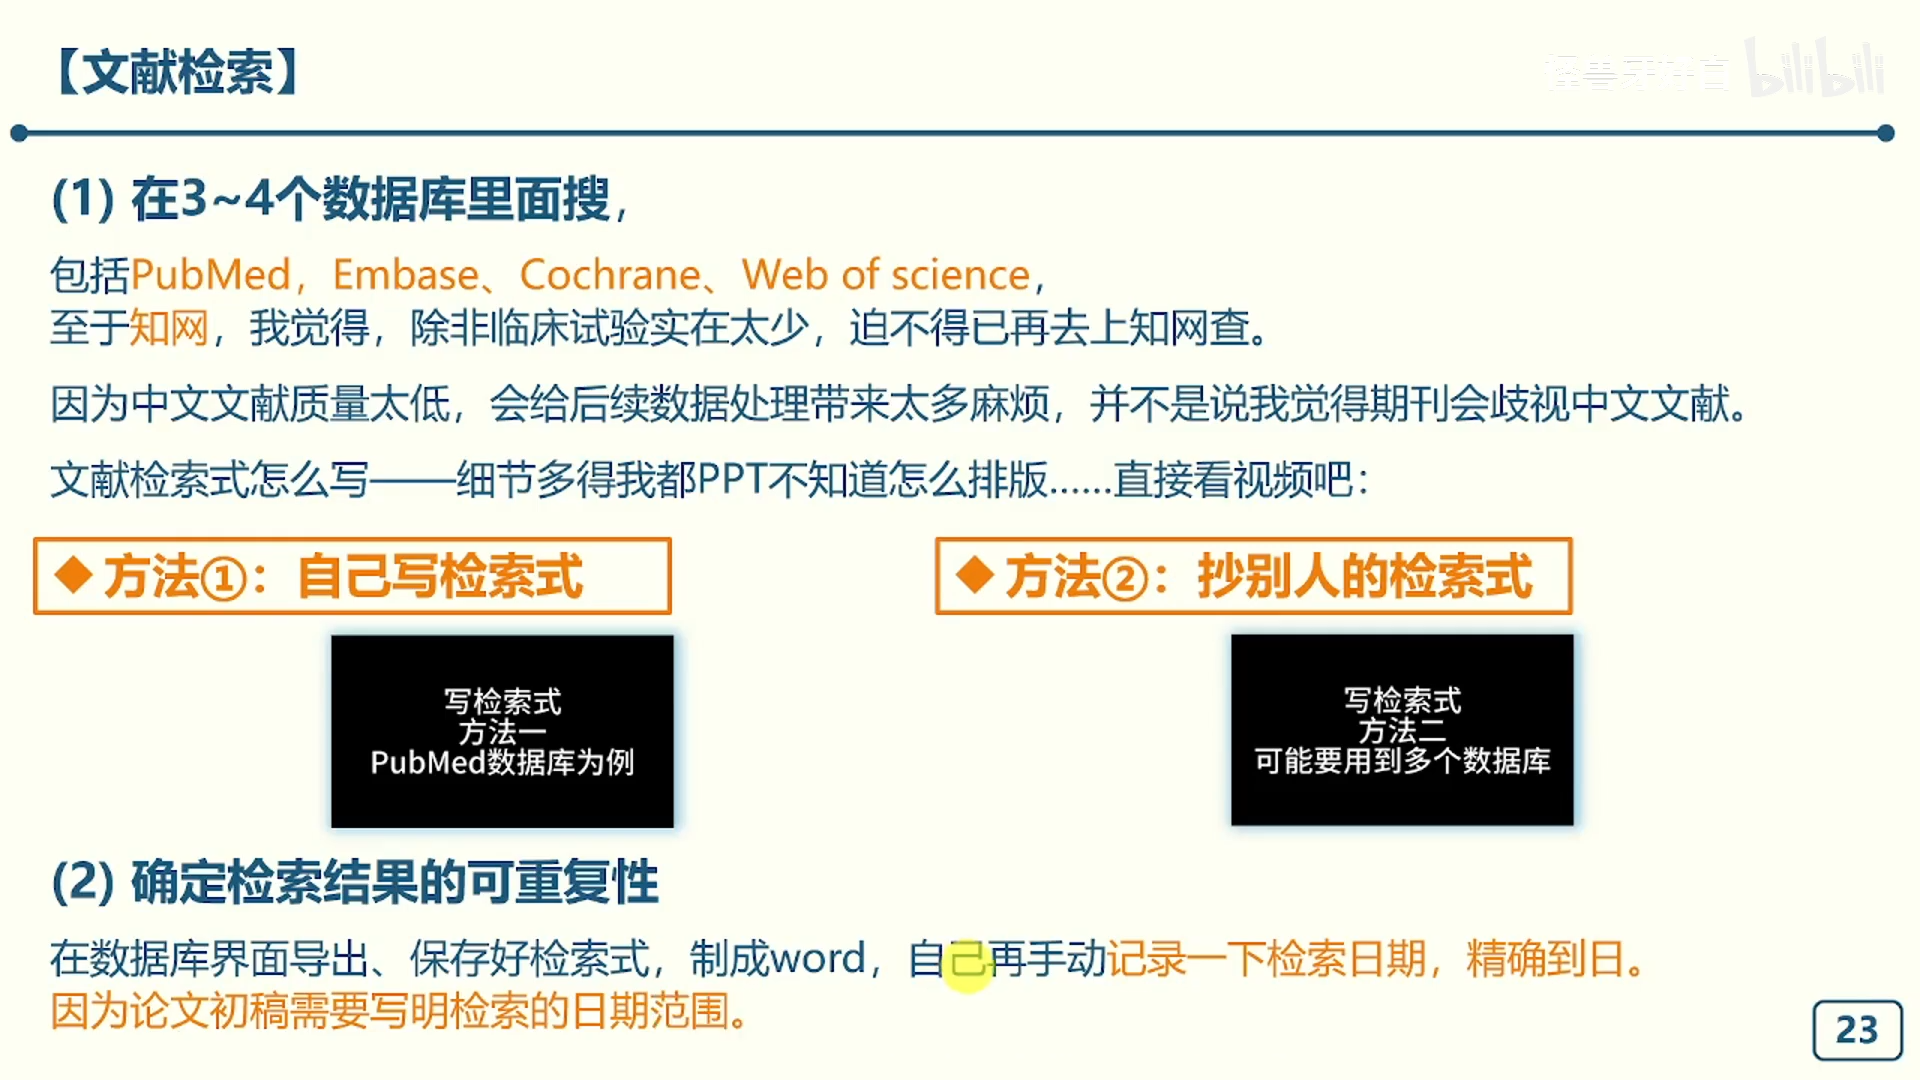 【文献检索】
bilibili
(1) 在3~4个数据库里面搜，
包括PubMed，Embase、Cochrane、Web of science，
至于知网，我觉得，除非临床试验实在太少，迫不得已再去上知网查。
因为中文文献质量太低，会给后续数据处理带来太多麻烦，并不是说我觉得期刊会歧视中文文献。
文献检索式怎么写——细节多得我都PPT不知道怎么排版……直接看视频吧：
◆ 方法①：自己写检索式
◆ 方法②：抄别人的检索式
写检索式
方法一
PubMed数据库为例
写检索式
方法二
可能要用到多个数据库
(2) 确定检索结果的可重复性
在数据库界面导出、保存好检索式，制成word，自己再手动记录一下检索日期，精确到日。
因为论文初稿需要写明检索的日期范围。
23